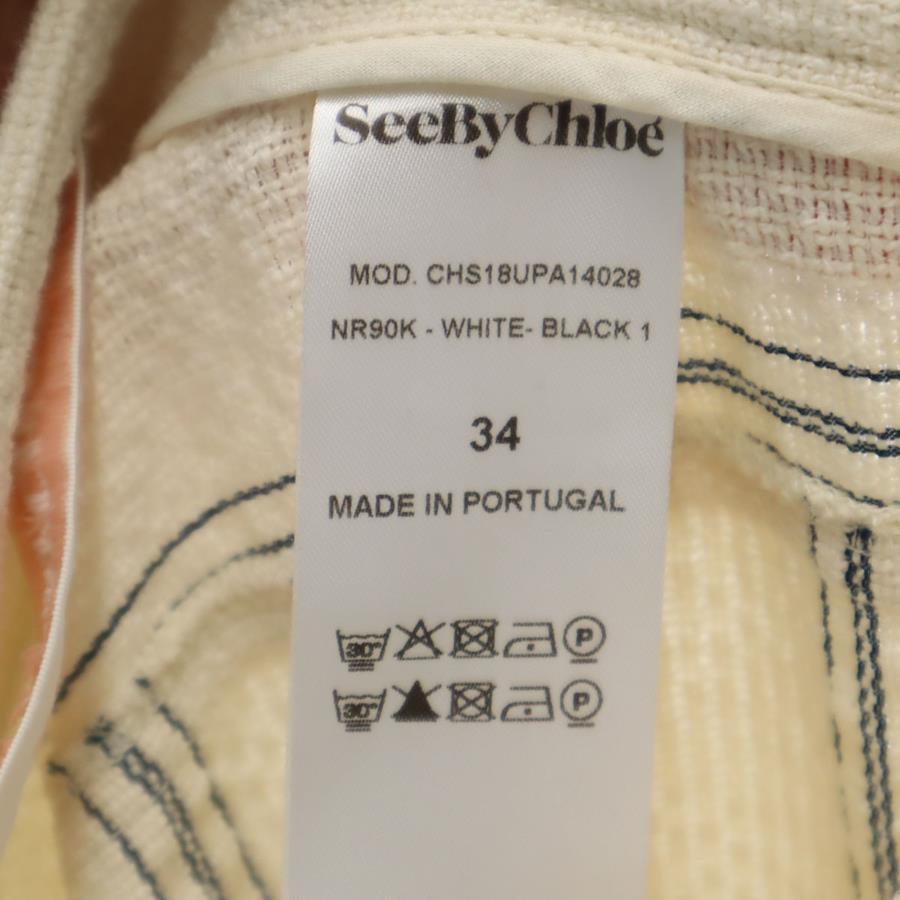 SeeByChloé
MOD. CHS18UPA14028
NR90K - WHITE- BLACK 1
34
MADE IN PORTUGAL
30° P
30° P